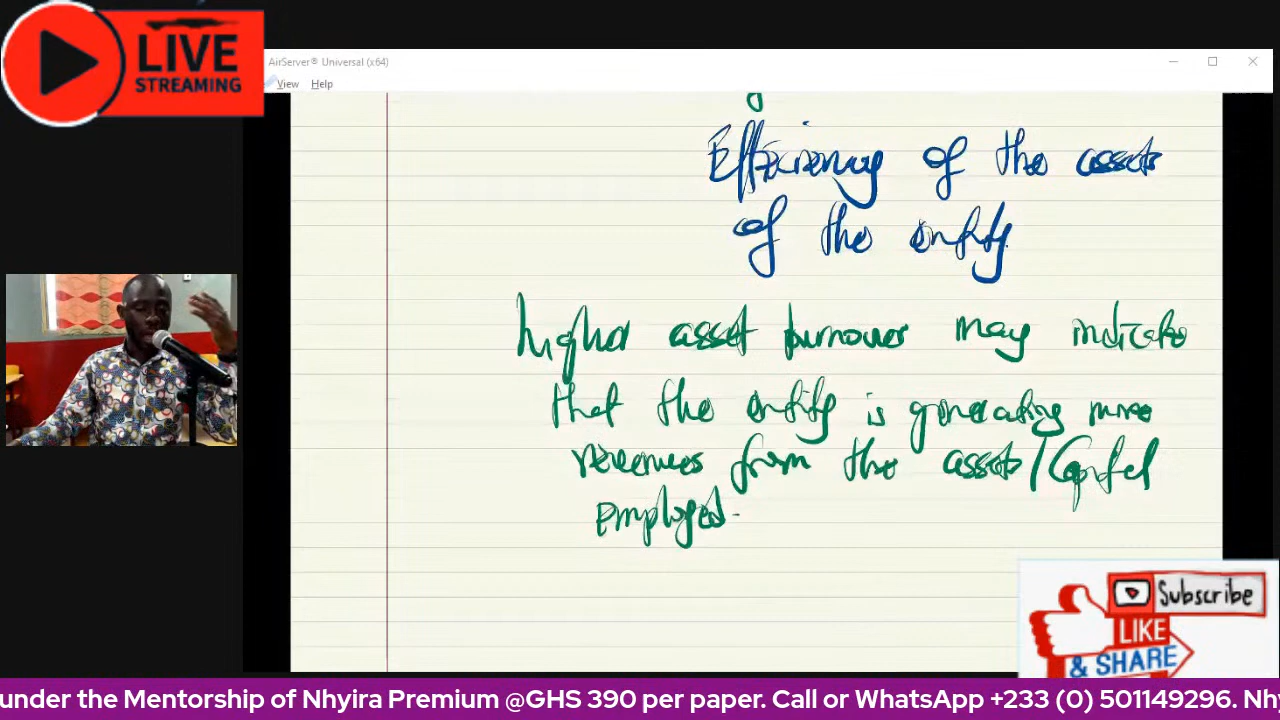 LIVE
STREAMING
AirServer® Universal (x64)
View Help
Efficiency of the assets
of the entity.
higher asset turnover may indicate
that the entity is generating more
revenues from the assets/Capital
employed.
Subscribe
LIKE
& SHARE
under the Mentorship of Nhyira Premium @GHS 390 per paper. Call or WhatsApp +233 (0) 501149296. Nhy